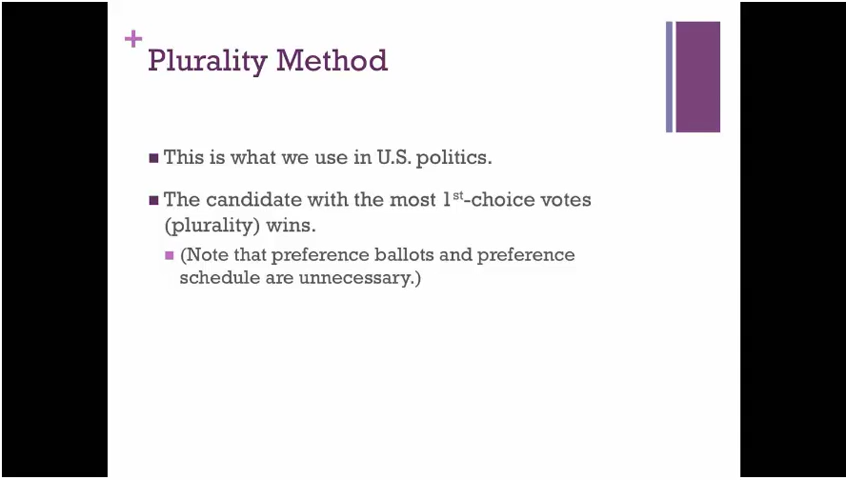 +
Plurality Method
■ This is what we use in U.S. politics.
■ The candidate with the most 1st-choice votes
(plurality) wins.
■ (Note that preference ballots and preference
schedule are unnecessary.)